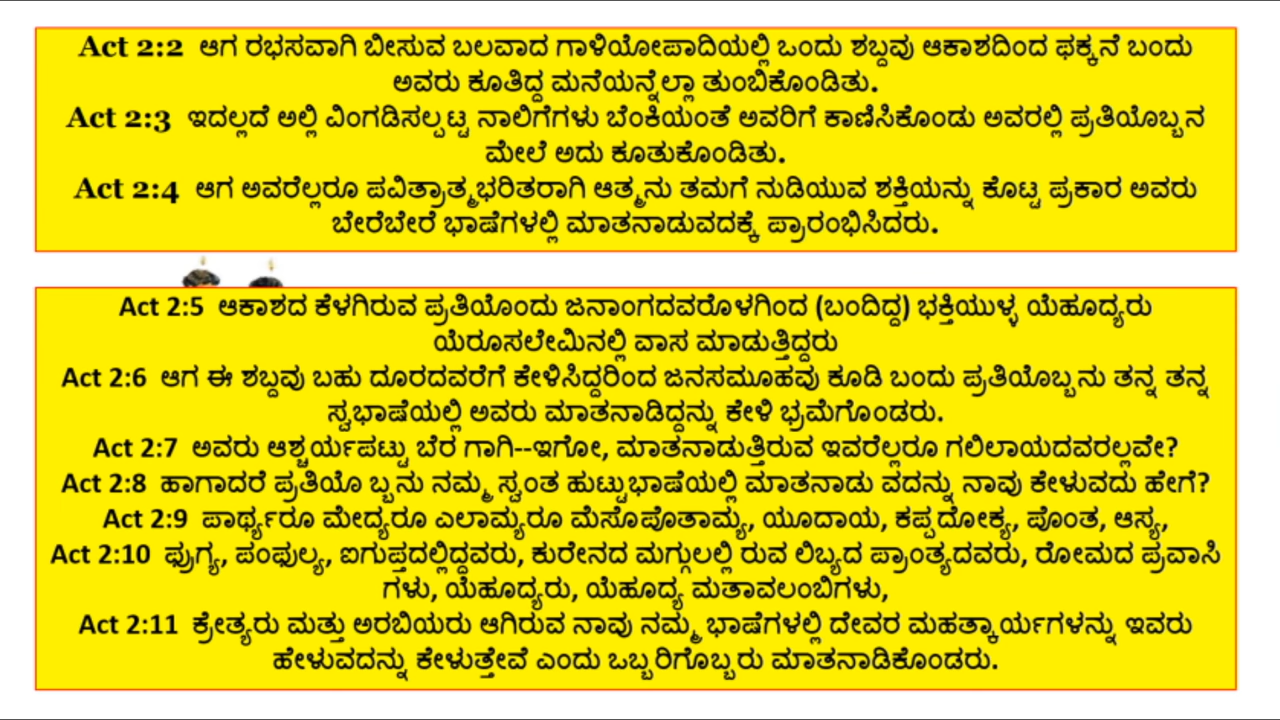 Act 2:2 ಆಗ ರಭಸವಾಗಿ ಬೀಸುವ ಬಲವಾದ ಗಾಳಿಯೋಪಾದಿಯಲ್ಲಿ ಒಂದು ಶಬ್ದವು ಆಕಾಶದಿಂದ ಫಕ್ಕನೆ ಬಂದು
ಅವರು ಕೂತಿದ್ದ ಮನೆಯನ್ನೆಲ್ಲಾ ತುಂಬಿಕೊಂಡಿತು.
Act 2:3 ಇದಲ್ಲದೆ ಅಲ್ಲಿ ವಿಂಗಡಿಸಲ್ಪಟ್ಟ ನಾಲಿಗೆಗಳು ಬೆಂಕಿಯಂತೆ ಅವರಿಗೆ ಕಾಣಿಸಿಕೊಂಡು ಅವರಲ್ಲಿ ಪ್ರತಿಯೊಬ್ಬನ
ಮೇಲೆ ಅದು ಕೂತುಕೊಂಡಿತು.
Act 2:4 ಆಗ ಅವರೆಲ್ಲರೂ ಪವಿತ್ರಾತ್ಮಭರಿತರಾಗಿ ಆತ್ಮನು ತಮಗೆ ನುಡಿಯುವ ಶಕ್ತಿಯನ್ನು ಕೊಟ್ಟ ಪ್ರಕಾರ ಅವರು
ಬೇರೆಬೇರೆ ಭಾಷೆಗಳಲ್ಲಿ ಮಾತನಾಡುವದಕ್ಕೆ ಪ್ರಾರಂಭಿಸಿದರು.
Act 2:5 ಆಕಾಶದ ಕೆಳಗಿರುವ ಪ್ರತಿಯೊಂದು ಜನಾಂಗದವರೊಳಗಿಂದ (ಬಂದಿದ್ದ) ಭಕ್ತಿಯುಳ್ಳ ಯೆಹೂದ್ಯರು
ಯೆರೂಸಲೇಮಿನಲ್ಲಿ ವಾಸ ಮಾಡುತ್ತಿದ್ದರು
Act 2:6 ಆಗ ಈ ಶಬ್ದವು ಬಹು ದೂರದವರೆಗೆ ಕೇಳಿಸಿದ್ದರಿಂದ ಜನಸಮೂಹವು ಕೂಡಿ ಬಂದು ಪ್ರತಿಯೊಬ್ಬನು ತನ್ನ ತನ್ನ
ಸ್ವಭಾಷೆಯಲ್ಲಿ ಅವರು ಮಾತನಾಡಿದ್ದನ್ನು ಕೇಳಿ ಭ್ರಮೆಗೊಂಡರು.
Act 2:7 ಅವರು ಆಶ್ಚರ್ಯಪಟ್ಟು ಬೆರ ಗಾಗಿ--ಇಗೋ, ಮಾತನಾಡುತ್ತಿರುವ ಇವರೆಲ್ಲರೂ ಗಲಿಲಾಯದವರಲ್ಲವೇ?
Act 2:8 ಹಾಗಾದರೆ ಪ್ರತಿಯೊ ಬ್ಬನು ನಮ್ಮ ಸ್ವಂತ ಹುಟ್ಟುಭಾಷೆಯಲ್ಲಿ ಮಾತನಾಡು ವದನ್ನು ನಾವು ಕೇಳುವದು ಹೇಗೆ?
Act 2:9 ಪಾರ್ಥ್ಯರೂ ಮೇದ್ಯರೂ ಎಲಾಮ್ಯರೂ ಮೆಸೊಪೊತಾಮ್ಯ, ಯೂದಾಯ, ಕಪ್ಪದೋಕ್ಯ, ಪೊಂತ, ಆಸ್ಯ,
Act 2:10 ಫ್ರುಗ್ಯ, ಪಂಫುಲ್ಯ, ಐಗುಪ್ತದಲ್ಲಿದ್ದವರು, ಕುರೇನದ ಮಗ್ಗುಲಲ್ಲಿ ರುವ ಲಿಬ್ಯದ ಪ್ರಾಂತ್ಯದವರು, ರೋಮದ ಪ್ರವಾಸಿ
ಗಳು, ಯೆಹೂದ್ಯರು, ಯೆಹೂದ್ಯ ಮತಾವಲಂಬಿಗಳು,
Act 2:11 ಕ್ರೇತ್ಯರು ಮತ್ತು ಅರಬಿಯರು ಆಗಿರುವ ನಾವು ನಮ್ಮ ಭಾಷೆಗಳಲ್ಲಿ ದೇವರ ಮಹತ್ಕಾರ್ಯಗಳನ್ನು ಇವರು
ಹೇಳುವದನ್ನು ಕೇಳುತ್ತೇವೆ ಎಂದು ಒಬ್ಬರಿಗೊಬ್ಬರು ಮಾತನಾಡಿಕೊಂಡರು.